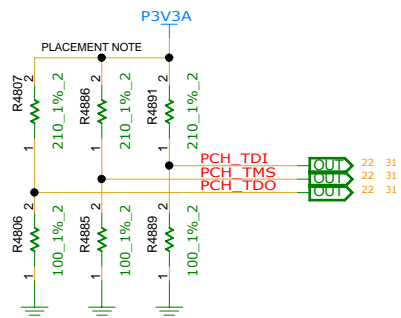 P3V3A
PLACEMENT NOTE
R4807 2 1 210_1%_2
R4886 2 1 210_1%_2
R4891 2 1 210_1%_2
PCH_TDI OUT 22 31
PCH_TMS OUT 22 31
PCH_TDO OUT 22 31
R4806 2 1 100_1%_2
R4885 2 1 100_1%_2
R4889 2 1 100_1%_2